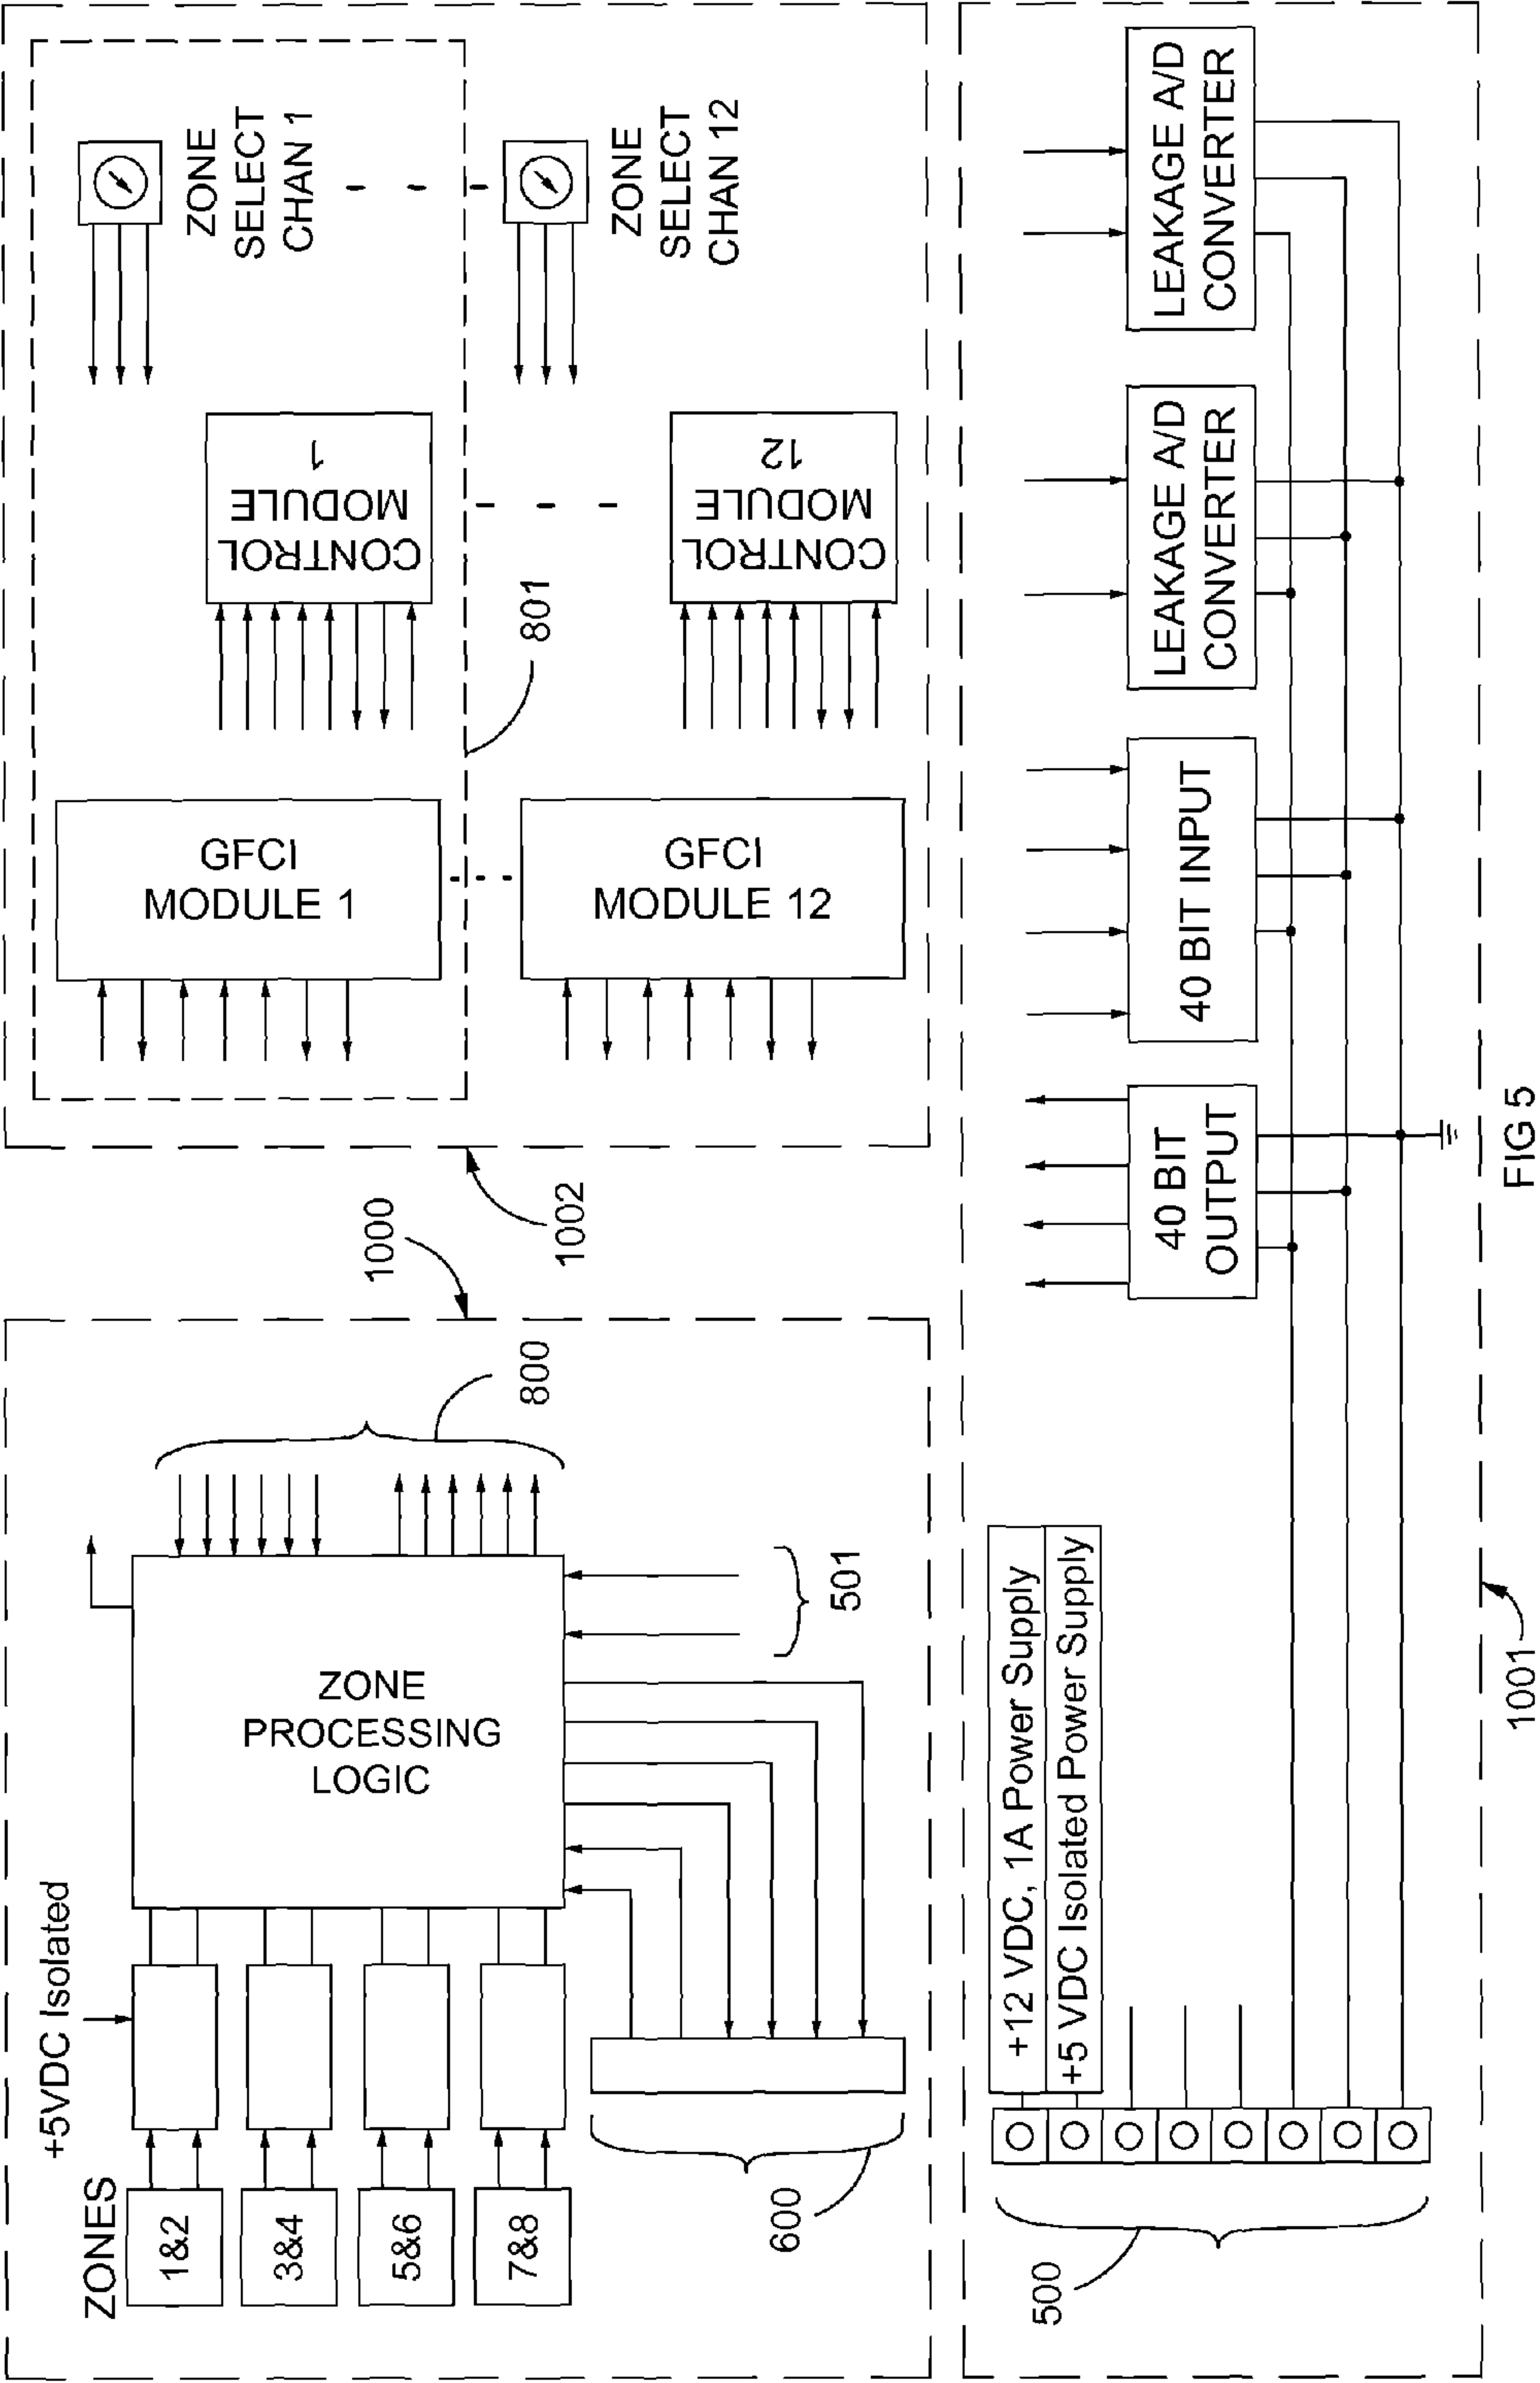 ZONE
SELECT
CHAN 1
ZONE
SELECT
CHAN 12
CONTROL
MODULE
1
CONTROL
MODULE
12
801
GFCI
MODULE 1
GFCI
MODULE 12
1002
1000
LEAKAGE A/D
CONVERTER
LEAKAGE A/D
CONVERTER
40 BIT INPUT
40 BIT
OUTPUT
FIG 5
800
501
ZONE
PROCESSING
LOGIC
+5VDC Isolated
ZONES
1&2
3&4
5&6
7&8
600
+12 VDC, 1A Power Supply
+5 VDC Isolated Power Supply
500
1001